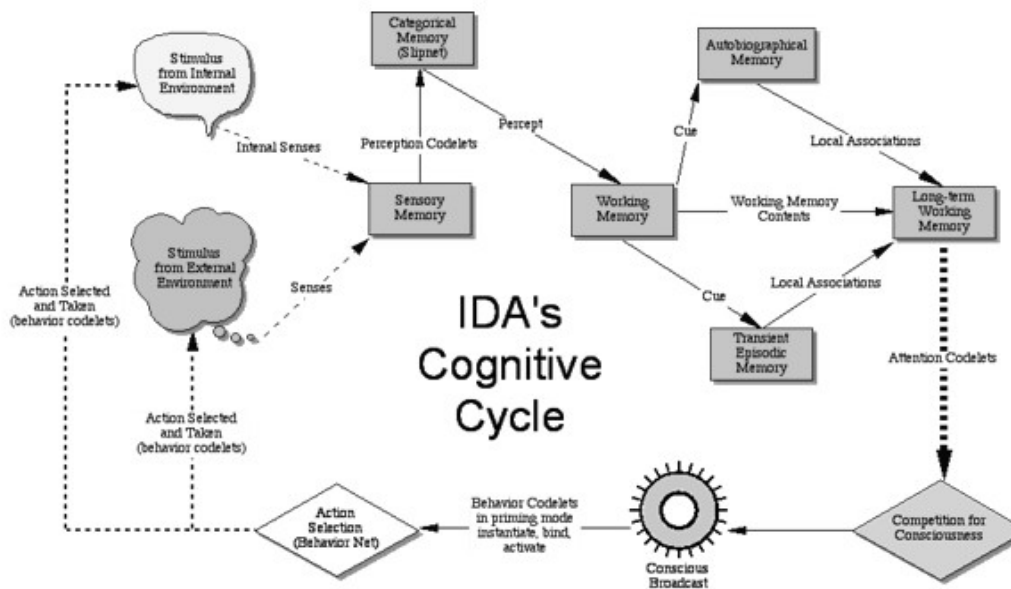 Categorical
Memory
(Slipnet)
Stimulus
from Internal
Environment
Autobiographical
Memory
Percept
Cue
Internal Senses
Perception Codelets
Local Associations
Sensory
Memory
Working
Memory
Working Memory
Contents
Long-term
Working
Memory
Stimulus
from External
Environment
Senses
Action Selected
and Taken
(behavior codelets)
Cue
Local Associations
IDA's
Cognitive
Cycle
Transient
Episodic
Memory
Attention Codelets
Action Selected
and Taken
(behavior codelets)
Action
Selection
(Behavior Net)
Behavior Codelets
in priming mode
instantiate, bind,
activate
Conscious
Broadcast
Competition for
Consciousness